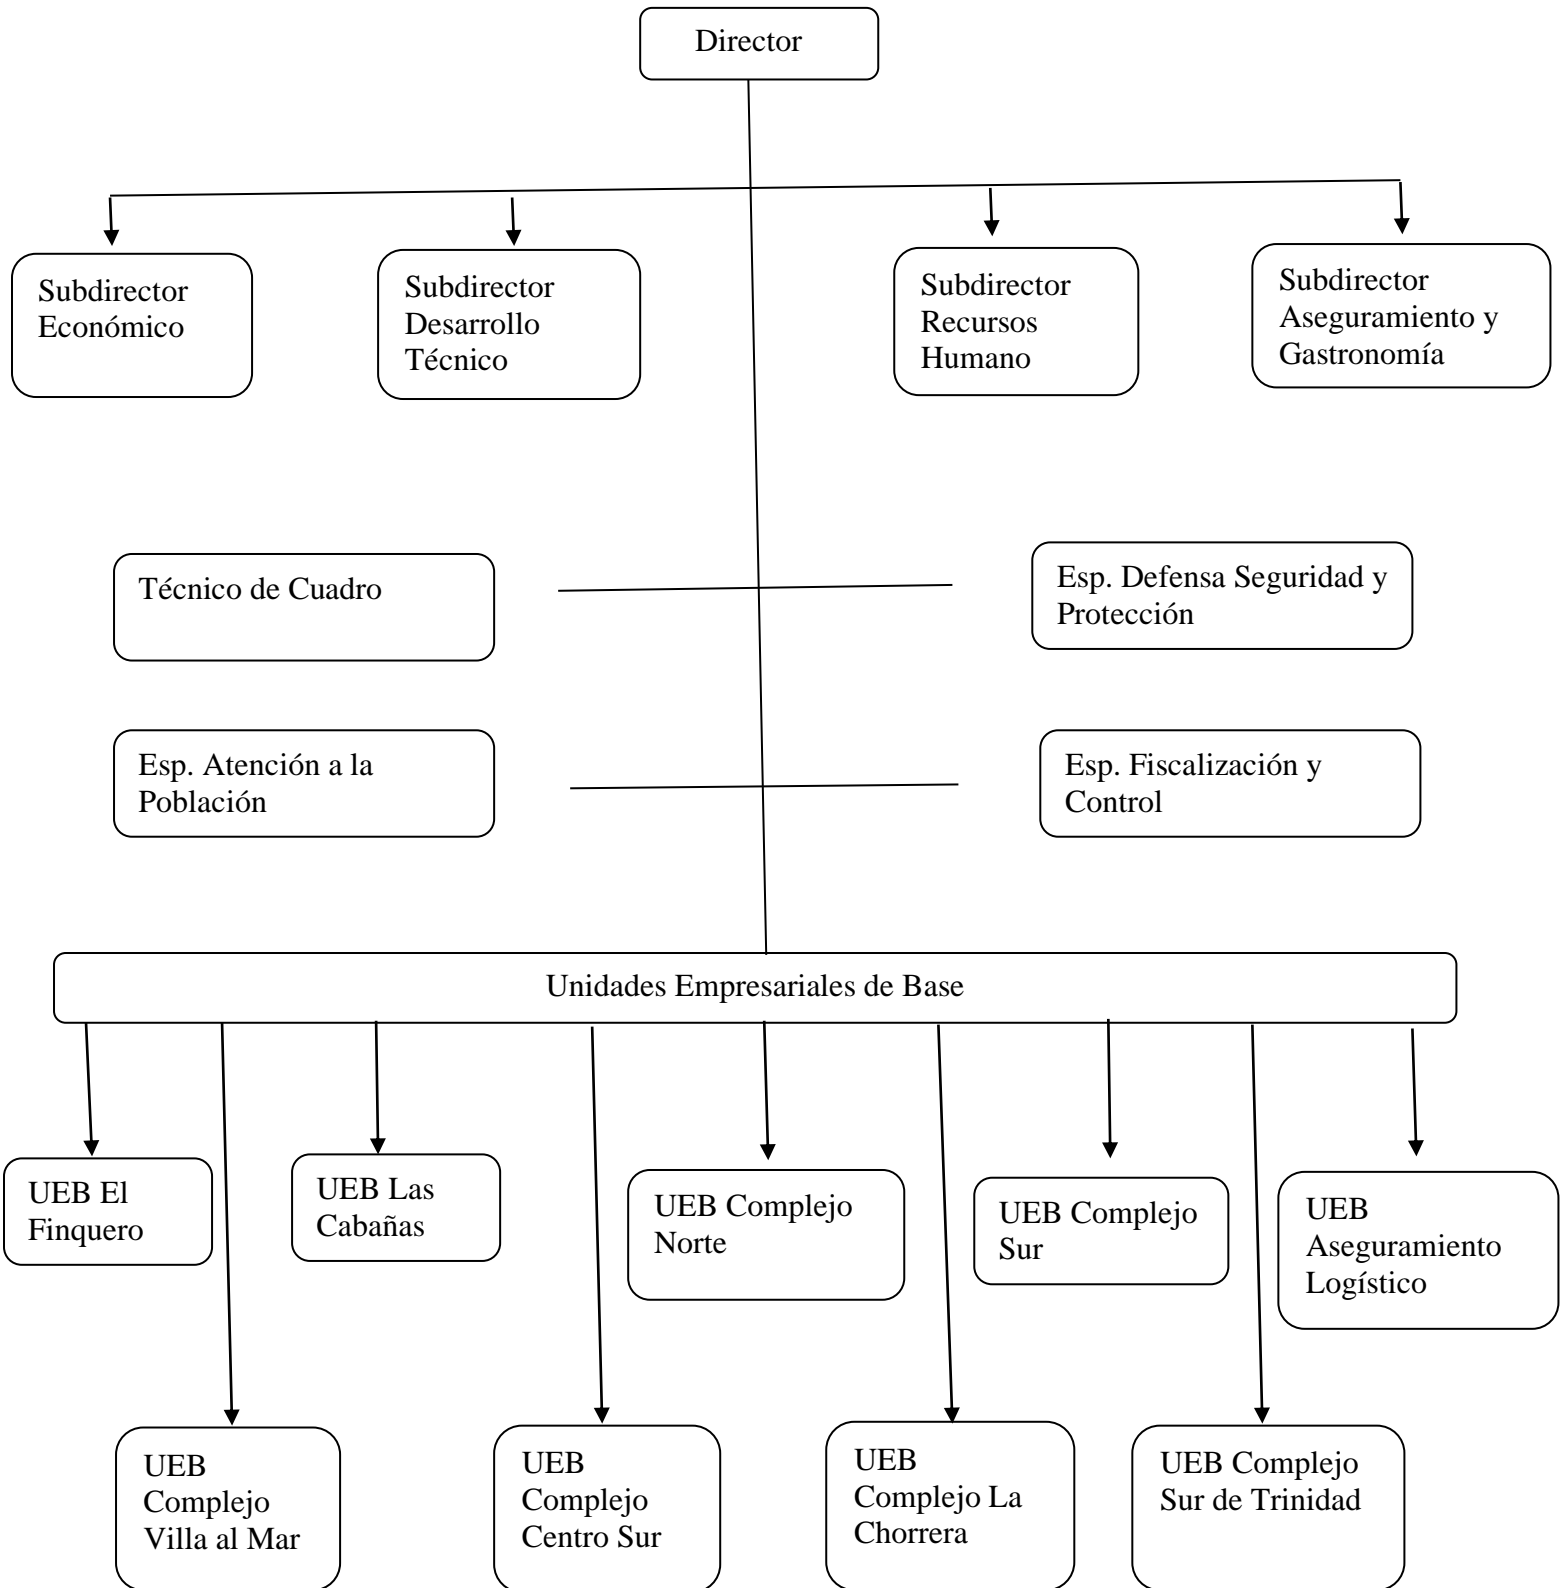 Director
Subdirector
Económico
Subdirector
Desarrollo
Técnico
Subdirector
Recursos
Humano
Subdirector
Aseguramiento y
Gastronomía
Técnico de Cuadro
Esp. Defensa Seguridad y
Protección
Esp. Atención a la
Población
Esp. Fiscalización y
Control
Unidades Empresariales de Base
UEB El
Finquero
UEB Las
Cabañas
UEB Complejo
Norte
UEB Complejo
Sur
UEB
Aseguramiento
Logístico
UEB
Complejo
Villa al Mar
UEB
Complejo
Centro Sur
UEB
Complejo La
Chorrera
UEB Complejo
Sur de Trinidad